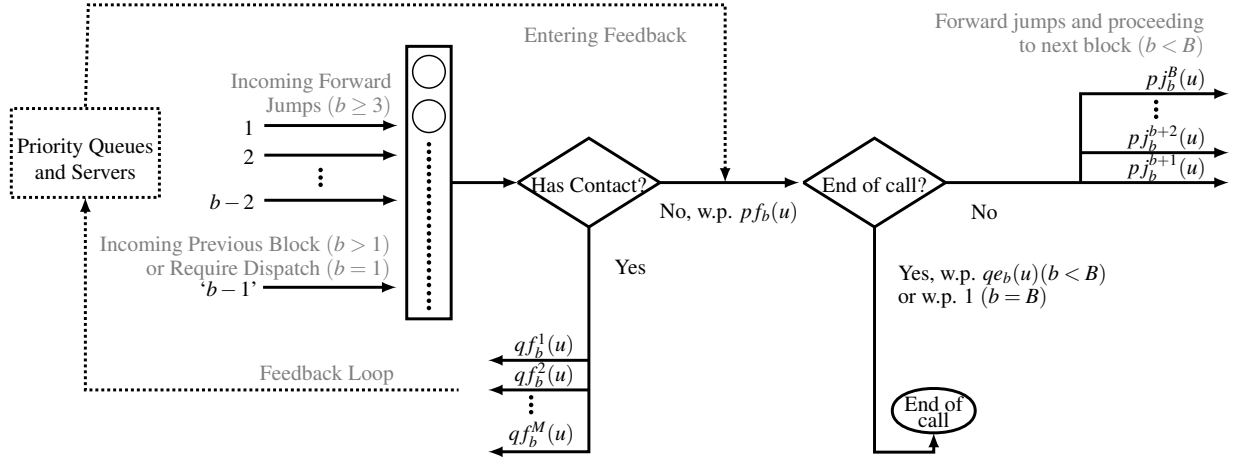 Entering Feedback
Forward jumps and proceeding
to next block (b < B)
Incoming Forward
Jumps (b ≥ 3)
1
2
⋮
b − 2
Incoming Previous Block (b > 1)
or Require Dispatch (b = 1)
‘b − 1’
Priority Queues
and Servers
Has Contact?
No, w.p. pf_b(u)
Yes
End of call?
No
pj_b^B(u)
⋮
pj_b^{b+2}(u)
pj_b^{b+1}(u)
Yes, w.p. qe_b(u)(b < B)
or w.p. 1 (b = B)
qf_b^1(u)
qf_b^2(u)
⋮
qf_b^M(u)
Feedback Loop
End of
call